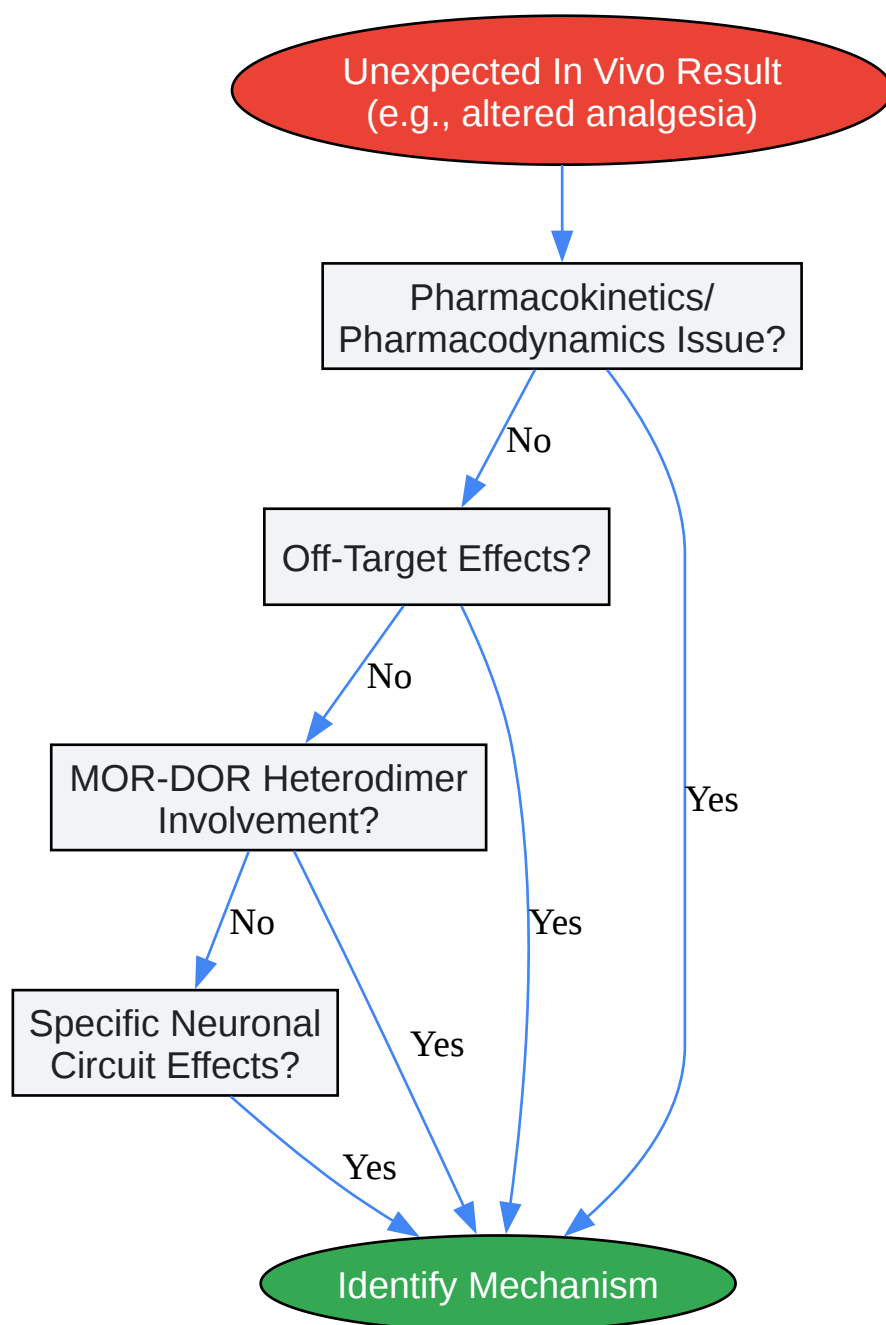 Unexpected In Vivo Result
(e.g., altered analgesia)
Pharmacokinetics/
Pharmacodynamics Issue?
No
Off-Target Effects?
No
MOR-DOR Heterodimer
Involvement?
Yes
No
Yes
Specific Neuronal
Circuit Effects?
Yes
Yes
Identify Mechanism